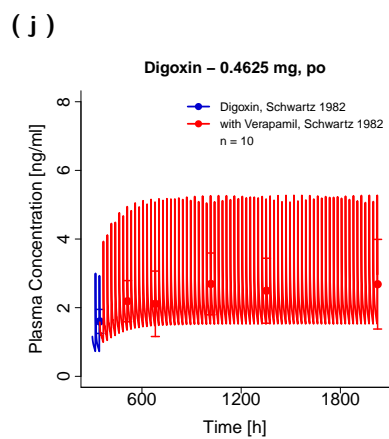 ( j )
Digoxin − 0.4625 mg, po
Digoxin, Schwartz 1982
with Verapamil, Schwartz 1982
n = 10
Plasma Concentration [ng/ml]
8
6
4
2
0
600
1200
1800
Time [h]